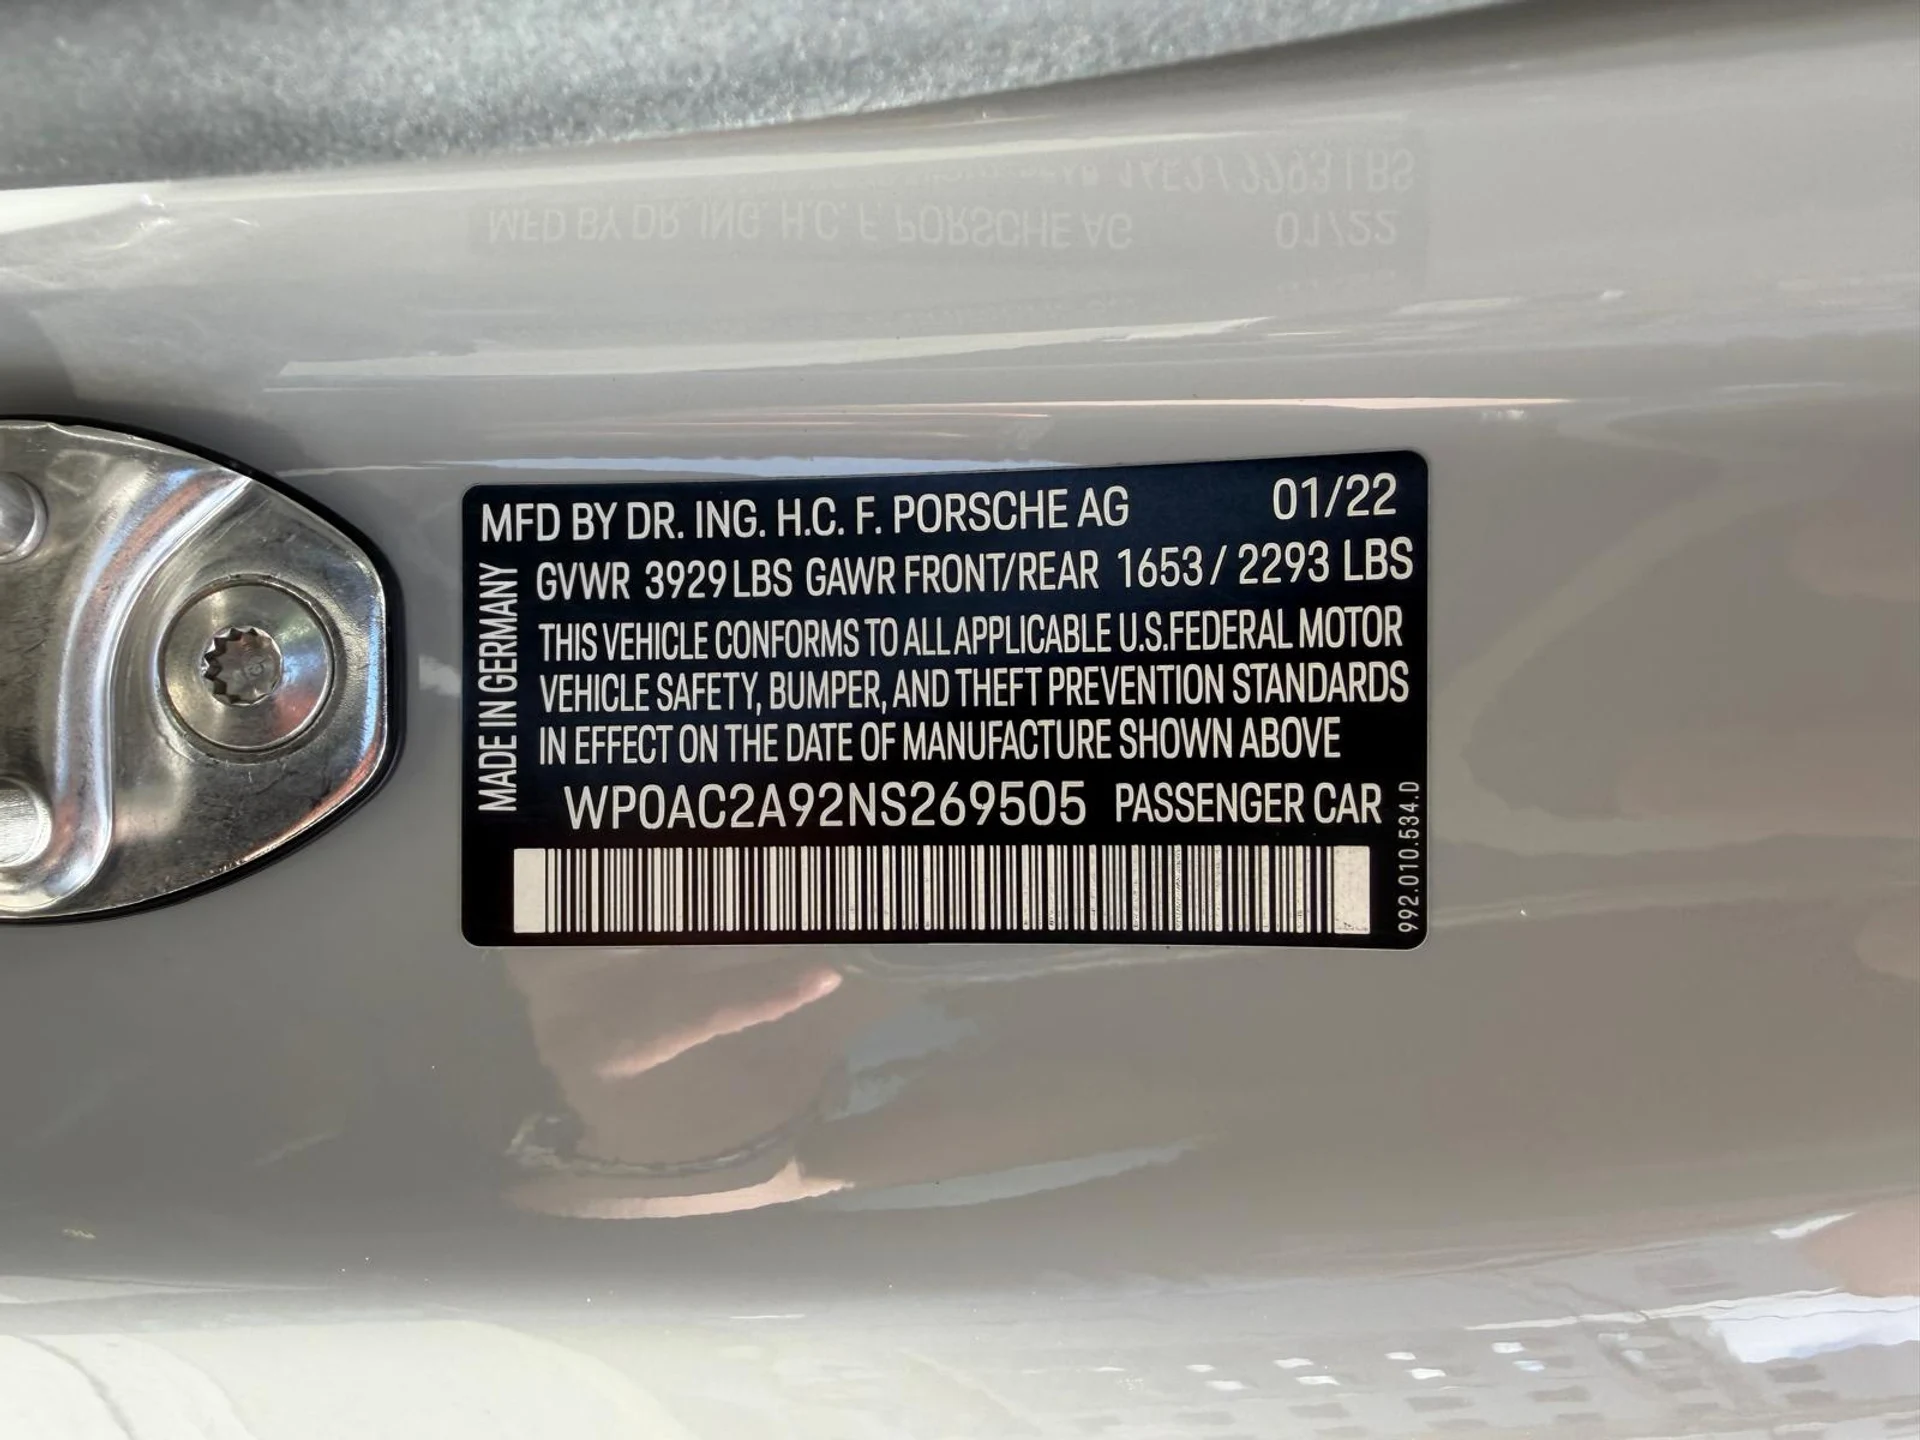 MFD BY DR. ING. H.C. F. PORSCHE AG 01/22
GVWR 3929 LBS GAWR FRONT/REAR 1653 / 2293 LBS
THIS VEHICLE CONFORMS TO ALL APPLICABLE U.S.FEDERAL MOTOR
VEHICLE SAFETY, BUMPER, AND THEFT PREVENTION STANDARDS
IN EFFECT ON THE DATE OF MANUFACTURE SHOWN ABOVE
WP0AC2A92NS269505 PASSENGER CAR
MADE IN GERMANY
992.010.534.D